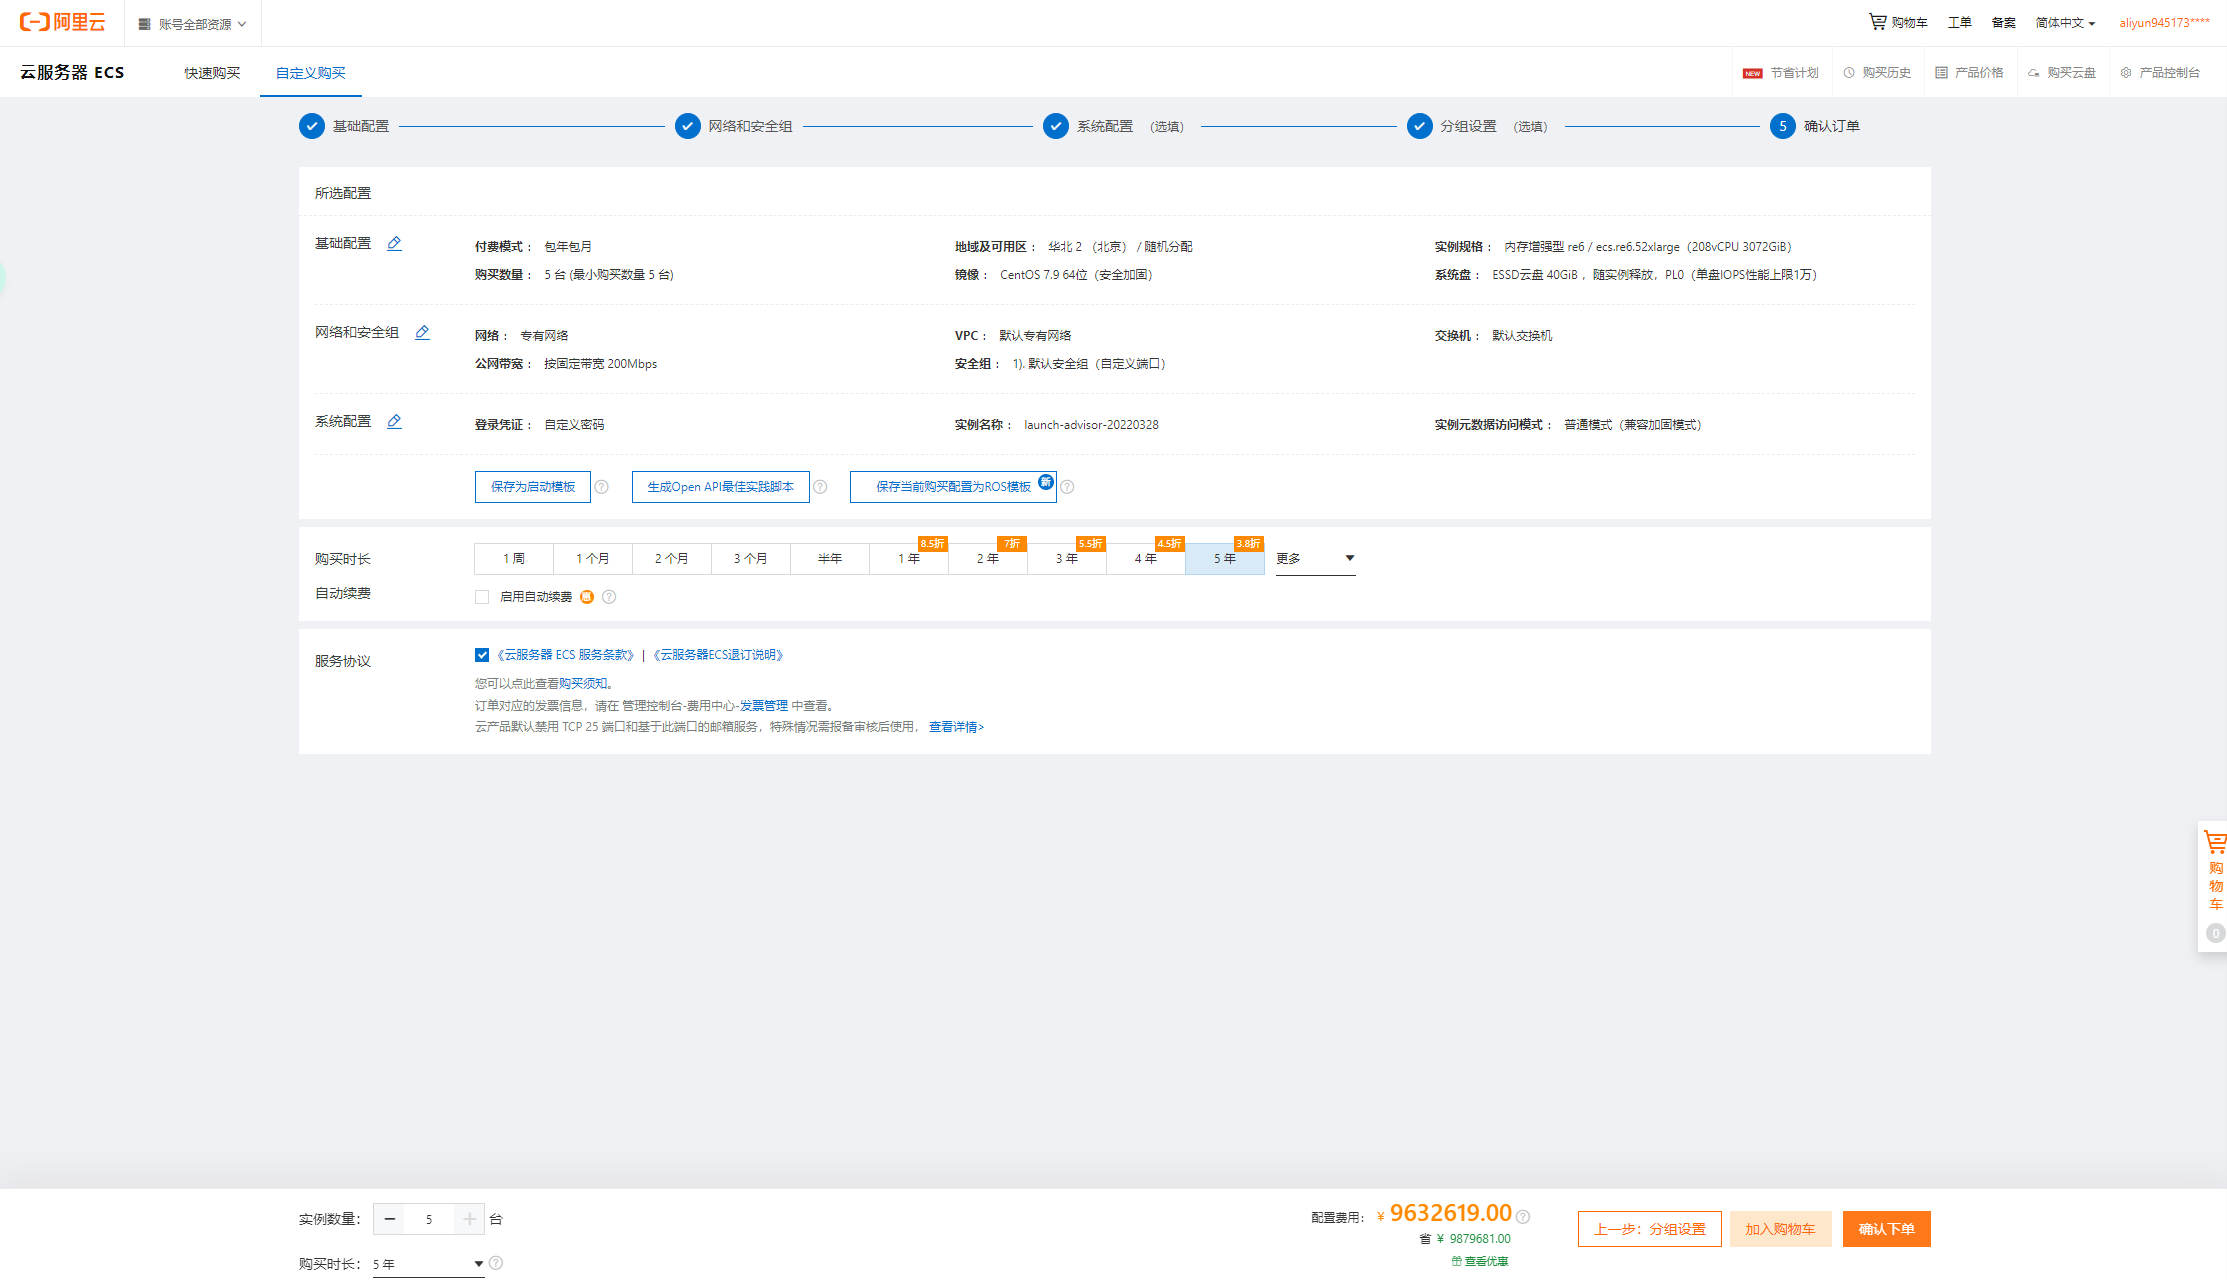 阿里云
账号全部资源
购物车
工单
备案
简体中文
aliyun945173****
云服务器 ECS
快速购买
自定义购买
NEW 节省计划
购买历史
产品价格
购买云盘
产品控制台
基础配置
网络和安全组
系统配置 (选填)
分组设置 (选填)
5 确认订单
所选配置
基础配置
付费模式： 包年包月
地域及可用区： 华北 2 （北京） / 随机分配
实例规格： 内存增强型 re6 / ecs.re6.52xlarge（208vCPU 3072GiB）
购买数量： 5 台 (最小购买数量 5 台)
镜像： CentOS 7.9 64位（安全加固）
系统盘： ESSD云盘 40GiB， 随实例释放，PL0（单盘IOPS性能上限1万）
网络和安全组
网络： 专有网络
VPC： 默认专有网络
交换机： 默认交换机
公网带宽： 按固定带宽 200Mbps
安全组： 1). 默认安全组（自定义端口）
系统配置
登录凭证： 自定义密码
实例名称： launch-advisor-20220328
实例元数据访问模式： 普通模式（兼容加固模式）
保存为启动模板
生成Open API最佳实践脚本
保存当前购买配置为ROS模板 新
购买时长
1 周
1 个月
2 个月
3 个月
半年
1 年 8.5折
2 年 7折
3 年 5.5折
4 年 4.5折
5 年 3.8折
更多
自动续费
启用自动续费 惠
服务协议
《云服务器 ECS 服务条款》 | 《云服务器ECS退订说明》
您可以点此查看购买须知。
订单对应的发票信息，请在 管理控制台-费用中心-发票管理 中查看。
云产品默认禁用 TCP 25 端口和基于此端口的邮箱服务，特殊情况需报备审核后使用， 查看详情>
购物车
0
实例数量： 5 台
购买时长： 5 年
配置费用： ¥ 9632619.00
省 ¥ 9879681.00
查看优惠
上一步：分组设置
加入购物车
确认下单